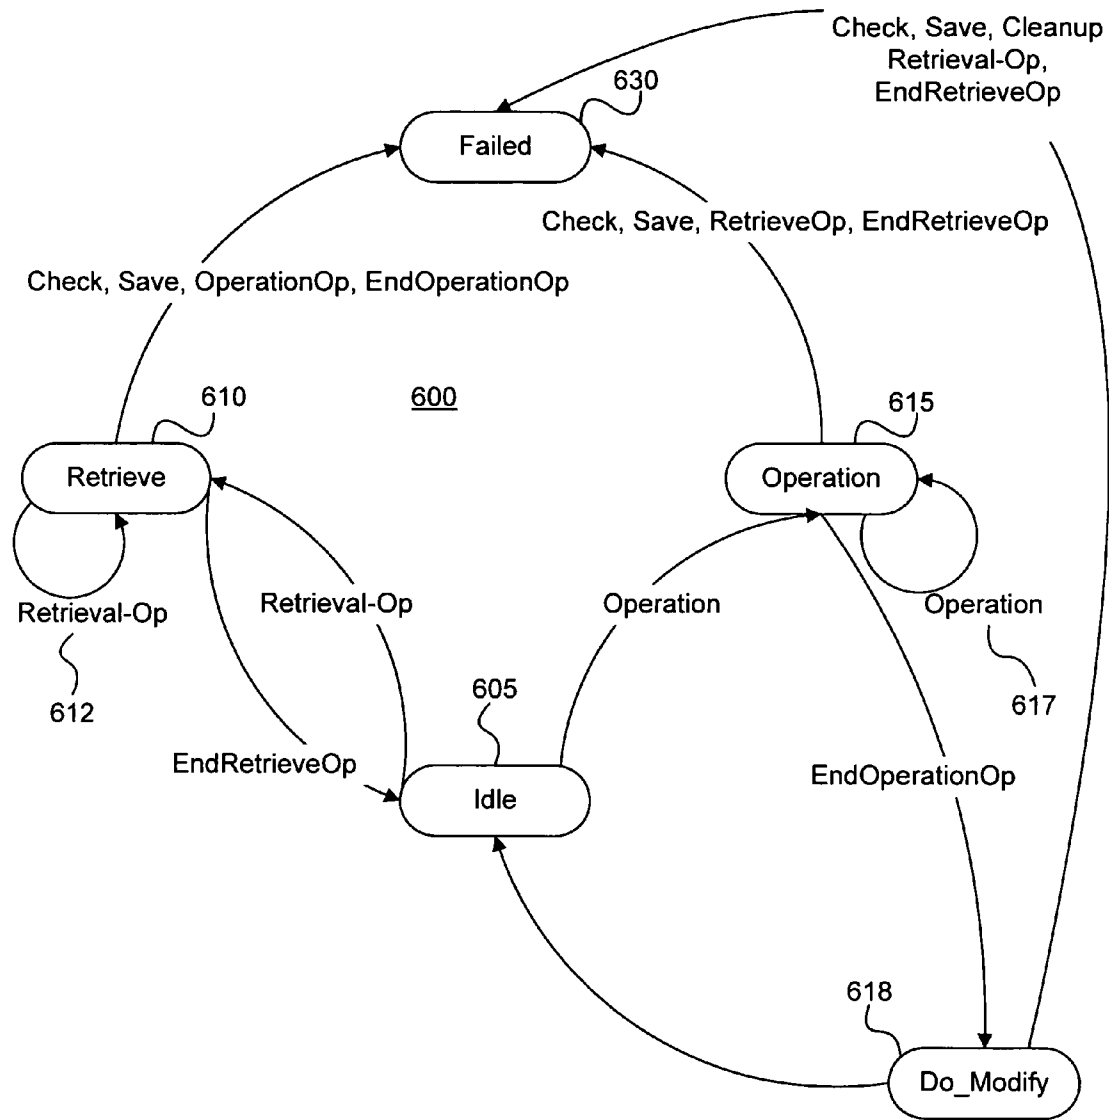 Check, Save, Cleanup
Retrieval-Op,
EndRetrieveOp
630
Failed
Check, Save, RetrieveOp, EndRetrieveOp
Check, Save, OperationOp, EndOperationOp
610
600
615
Retrieve
Operation
Retrieval-Op
Retrieval-Op
Operation
Operation
612
605
617
EndRetrieveOp
EndOperationOp
Idle
618
Do_Modify